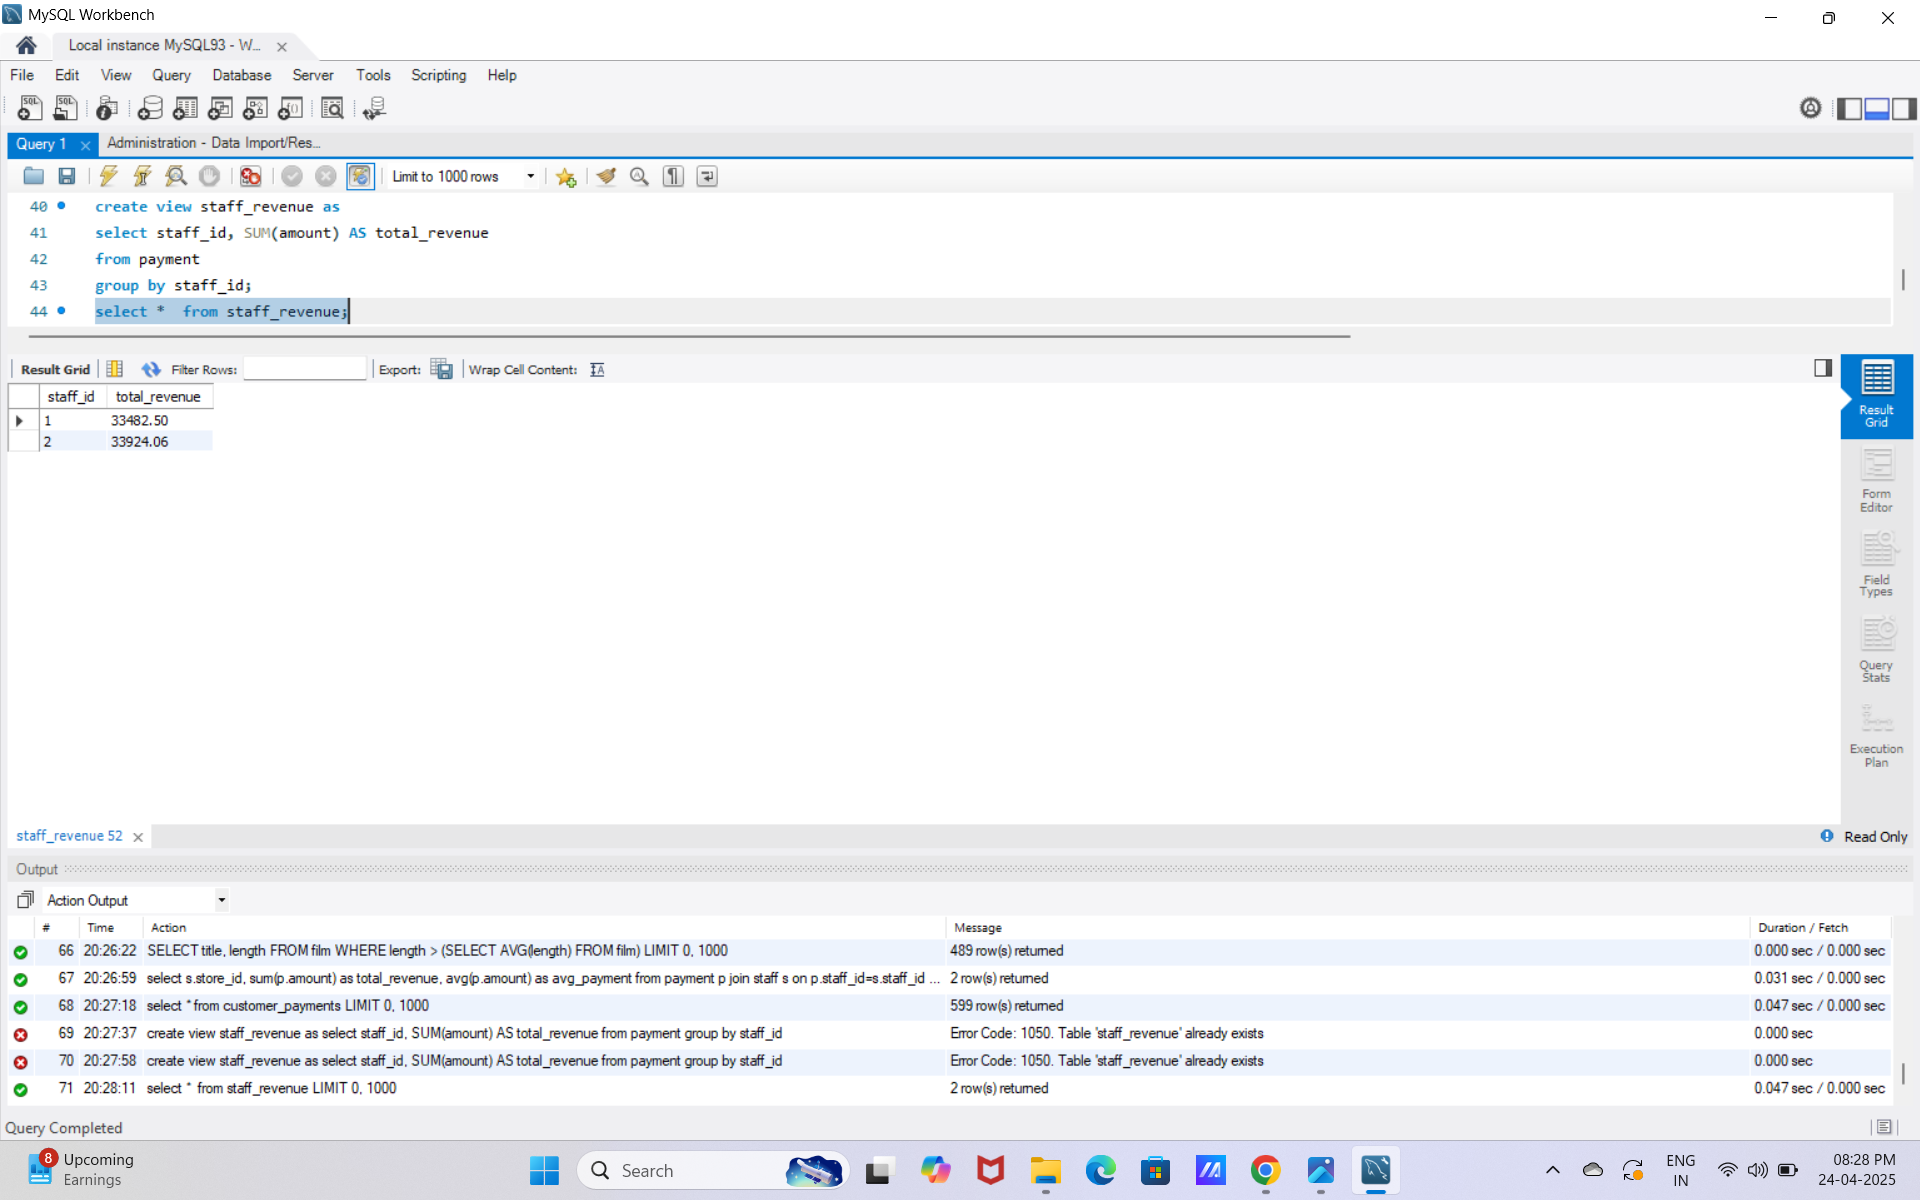 MySQL Workbench
Local instance MySQL93 - W...
File Edit View Query Database Server Tools Scripting Help
Query 1 Administration - Data Import/Res...
Limit to 1000 rows
40 create view staff_revenue as
41 select staff_id, SUM(amount) AS total_revenue
42 from payment
43 group by staff_id;
44 select *  from staff_revenue;
Result Grid Filter Rows: Export: Wrap Cell Content:
staff_id total_revenue
1 33482.50
2 33924.06
Result
Grid
Form
Editor
Field
Types
Query
Stats
Execution
Plan
staff_revenue 52 Read Only
Output
Action Output
# Time Action Message Duration / Fetch
66 20:26:22 SELECT title, length FROM film WHERE length > (SELECT AVG(length) FROM film) LIMIT 0, 1000 489 row(s) returned 0.000 sec / 0.000 sec
67 20:26:59 select s.store_id, sum(p.amount) as total_revenue, avg(p.amount) as avg_payment from payment p join staff s on p.staff_id=s.staff_id ... 2 row(s) returned 0.031 sec / 0.000 sec
68 20:27:18 select * from customer_payments LIMIT 0, 1000 599 row(s) returned 0.047 sec / 0.000 sec
69 20:27:37 create view staff_revenue as select staff_id, SUM(amount) AS total_revenue from payment group by staff_id Error Code: 1050. Table 'staff_revenue' already exists 0.000 sec
70 20:27:58 create view staff_revenue as select staff_id, SUM(amount) AS total_revenue from payment group by staff_id Error Code: 1050. Table 'staff_revenue' already exists 0.000 sec
71 20:28:11 select *  from staff_revenue LIMIT 0, 1000 2 row(s) returned 0.047 sec / 0.000 sec
Query Completed
8 Upcoming
Earnings
Search
ENG
IN
08:28 PM
24-04-2025